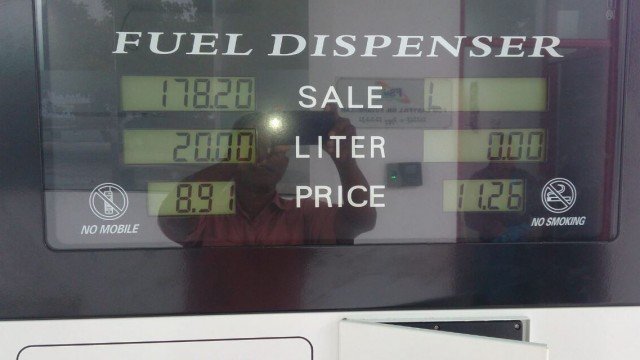 FUEL DISPENSER
178.20 SALE 1
20.00 LITER 0.00
8.91 PRICE 11.26
NO MOBILE
NO SMOKING